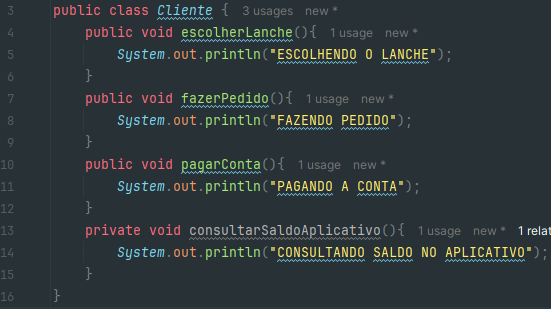 3 public class Cliente { 3 usages new *
4 public void escolherLanche(){ 1 usage new *
5 System.out.println("ESCOLHENDO O LANCHE");
6 }
7 public void fazerPedido(){ 1 usage new *
8 System.out.println("FAZENDO PEDIDO");
9 }
10 public void pagarConta(){ 1 usage new *
11 System.out.println("PAGANDO A CONTA");
12 }
13 private void consultarSaldoAplicativo(){ 1 usage new * 1 relat
14 System.out.println("CONSULTANDO SALDO NO APLICATIVO");
15 }
16 }